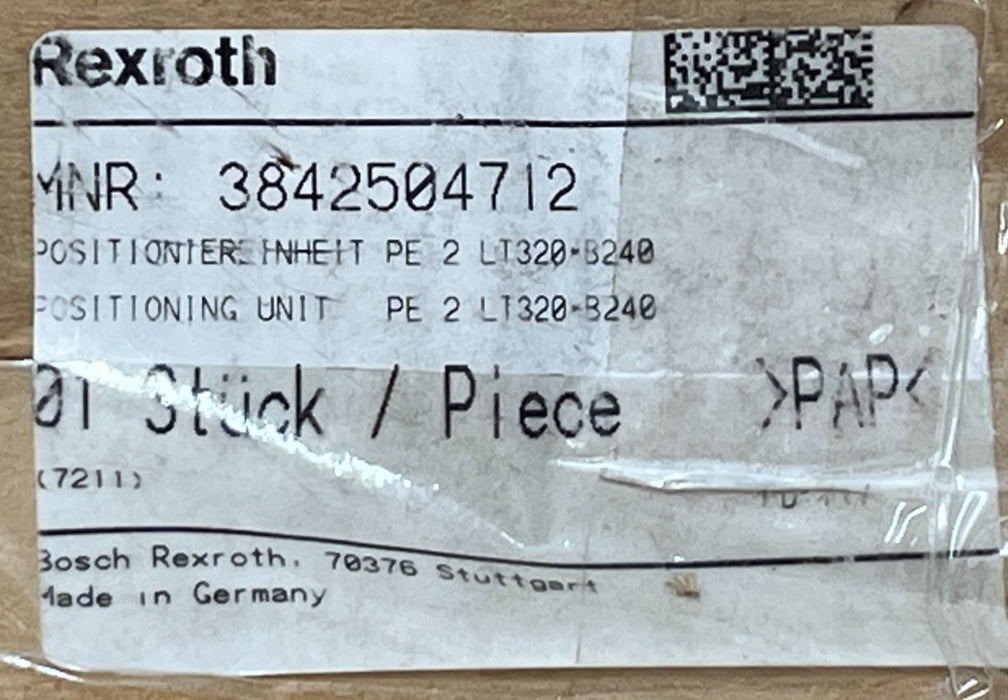 Rexroth
MNR: 3842504712
POSITIONIEREINHEIT PE 2 LT320-B240
POSITIONING UNIT PE 2 LT320-B240
01 Stück / Piece >PAP<
(7211)
Bosch Rexroth, 70376 Stuttgart
Made in Germany